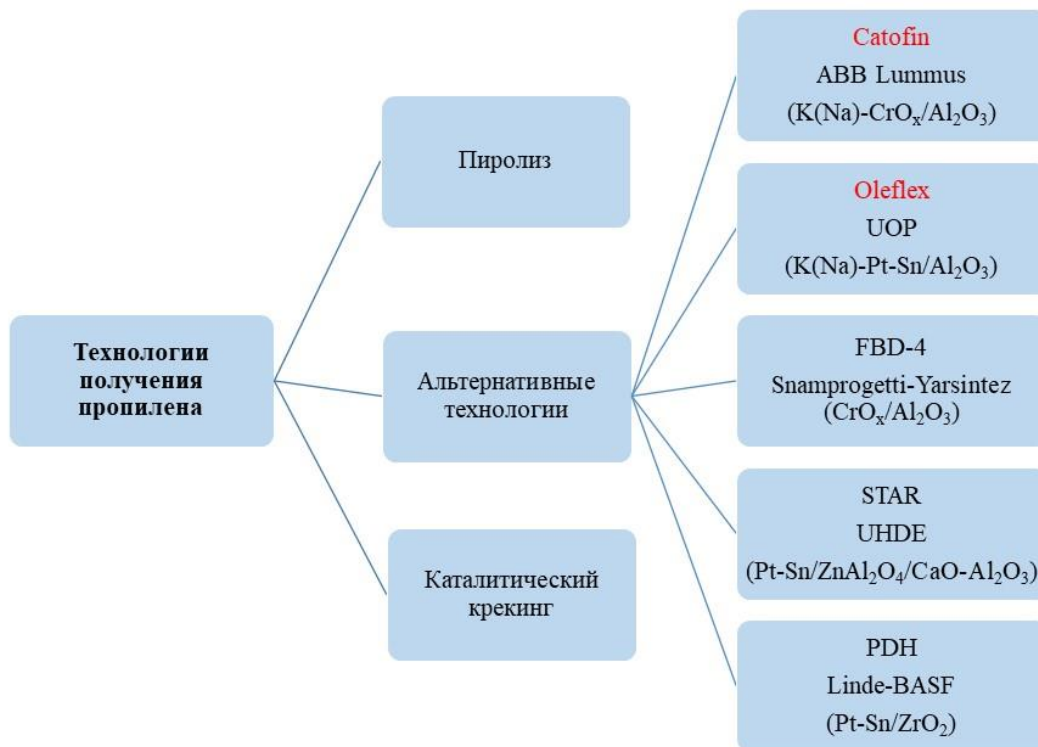 Технологии
получения
пропилена
Пиролиз
Альтернативные
технологии
Каталитический
крекинг
Catofin
ABB Lummus
(K(Na)-CrOₓ/Al₂O₃)
Oleflex
UOP
(K(Na)-Pt-Sn/Al₂O₃)
FBD-4
Snamprogetti-Yarsintez
(CrOₓ/Al₂O₃)
STAR
UHDE
(Pt-Sn/ZnAl₂O₄/CaO-Al₂O₃)
PDH
Linde-BASF
(Pt-Sn/ZrO₂)